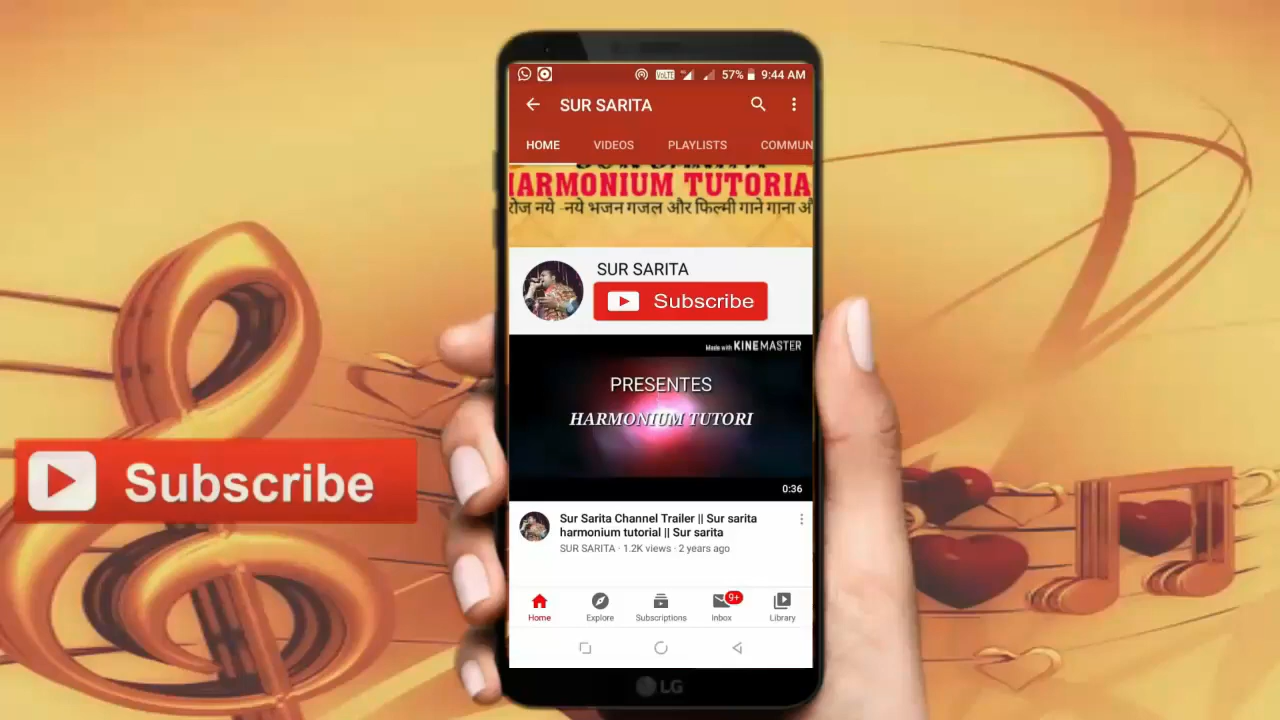 57% 9:44 AM
SUR SARITA
HOME VIDEOS PLAYLISTS COMMUN
HARMONIUM TUTORIA
रोज नये -नये भजन गजल और फिल्मी गाने गाना औ
SUR SARITA
Subscribe
Made with KINEMASTER
PRESENTES
HARMONIUM TUTORI
0:36
Sur Sarita Channel Trailer || Sur sarita
harmonium tutorial || Sur sarita
SUR SARITA · 1.2K views · 2 years ago
9+
Home Explore Subscriptions Inbox Library
LG
Subscribe